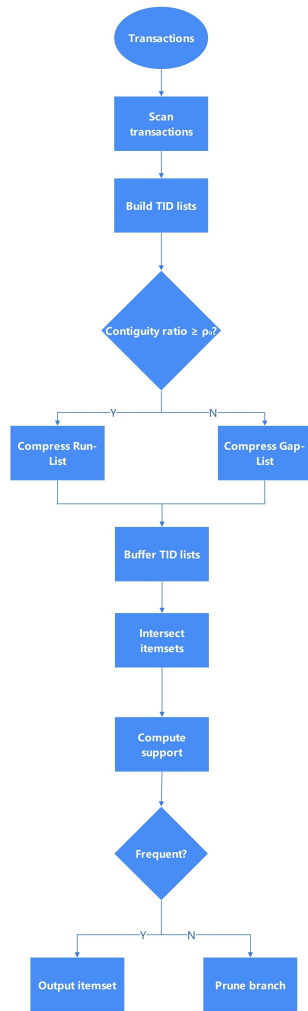 Transactions
Scan
transactions
Build TID lists
Contiguity ratio ≥ ρ₀?
Y
N
Compress Run-
List
Compress Gap-
List
Buffer TID lists
Intersect
itemsets
Compute
support
Frequent?
Y
N
Output itemset
Prune branch